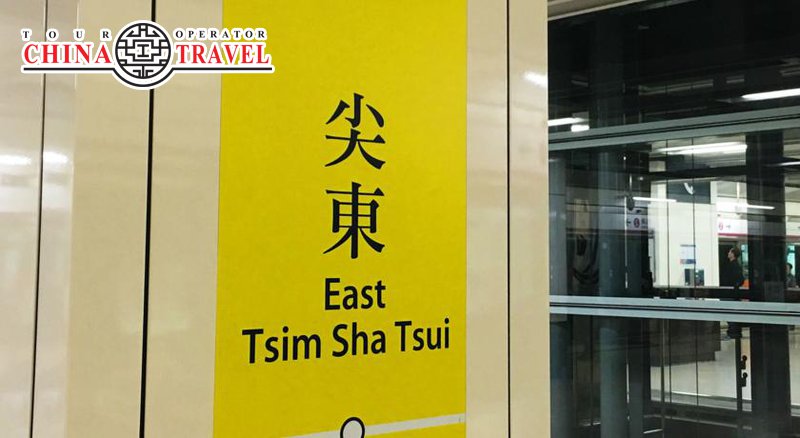 TOUR OPERATOR
CHINA TRAVEL
尖
東
East
Tsim Sha Tsui